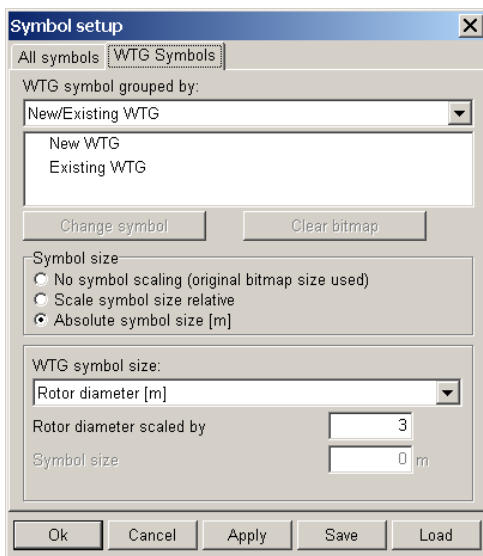 Symbol setup
All symbols WTG Symbols
WTG symbol grouped by:
New/Existing WTG
New WTG
Existing WTG
Change symbol Clear bitmap
Symbol size
No symbol scaling (original bitmap size used)
Scale symbol size relative
Absolute symbol size [m]
WTG symbol size:
Rotor diameter [m]
Rotor diameter scaled by 3
Symbol size 0 m
Ok Cancel Apply Save Load